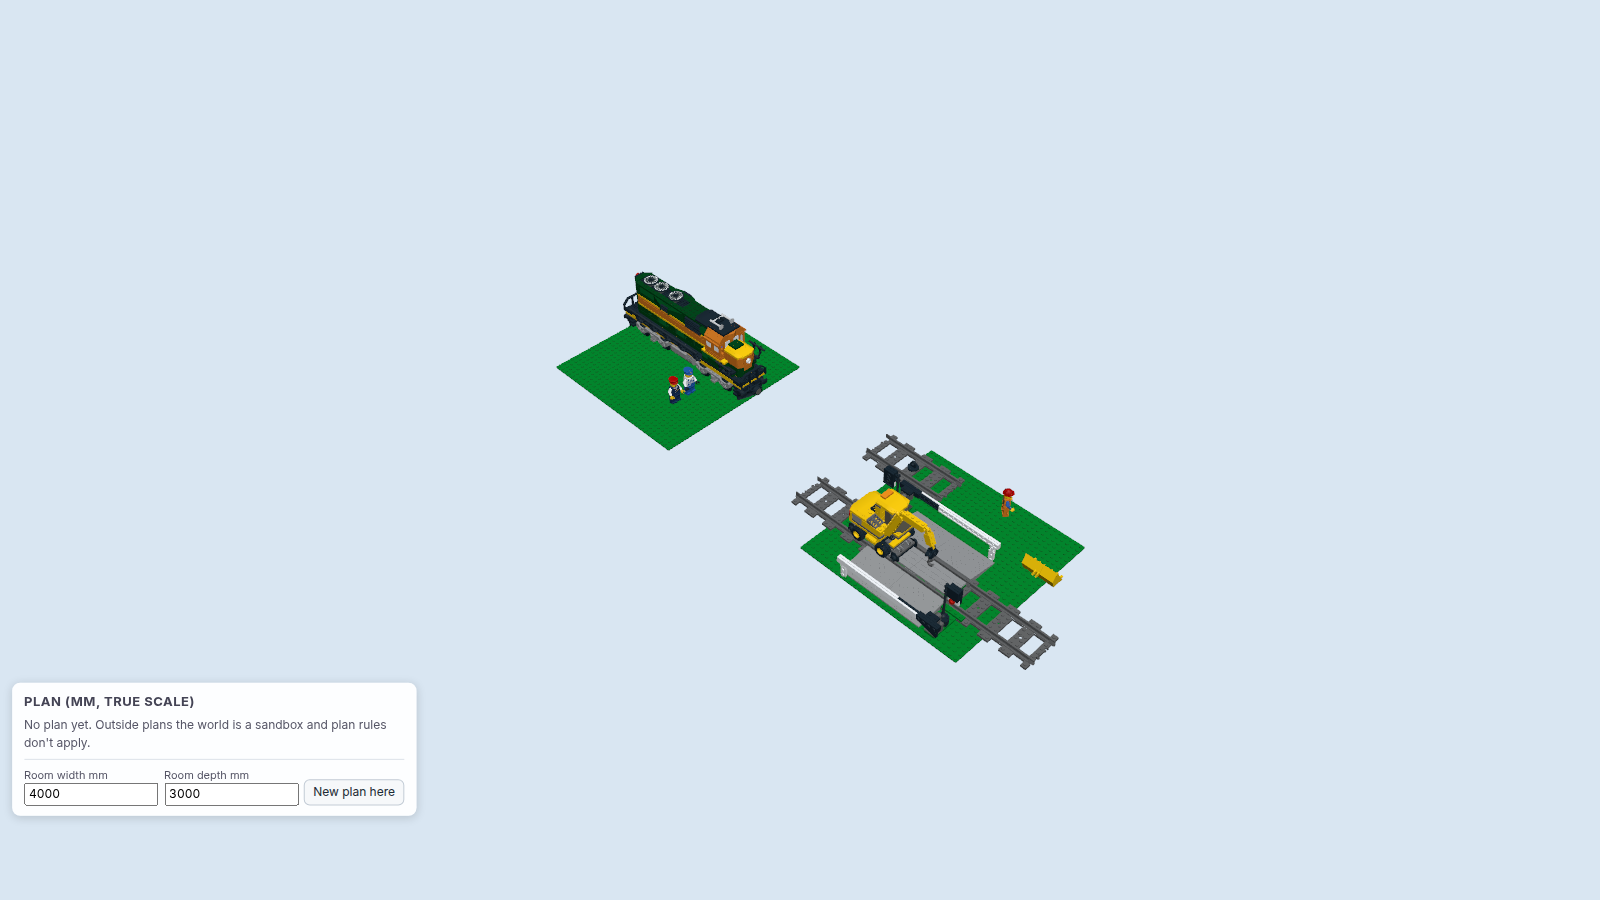 PLAN (MM, TRUE SCALE)
No plan yet. Outside plans the world is a sandbox and plan rules
don't apply.
Room width mm
Room depth mm
4000
3000
New plan here